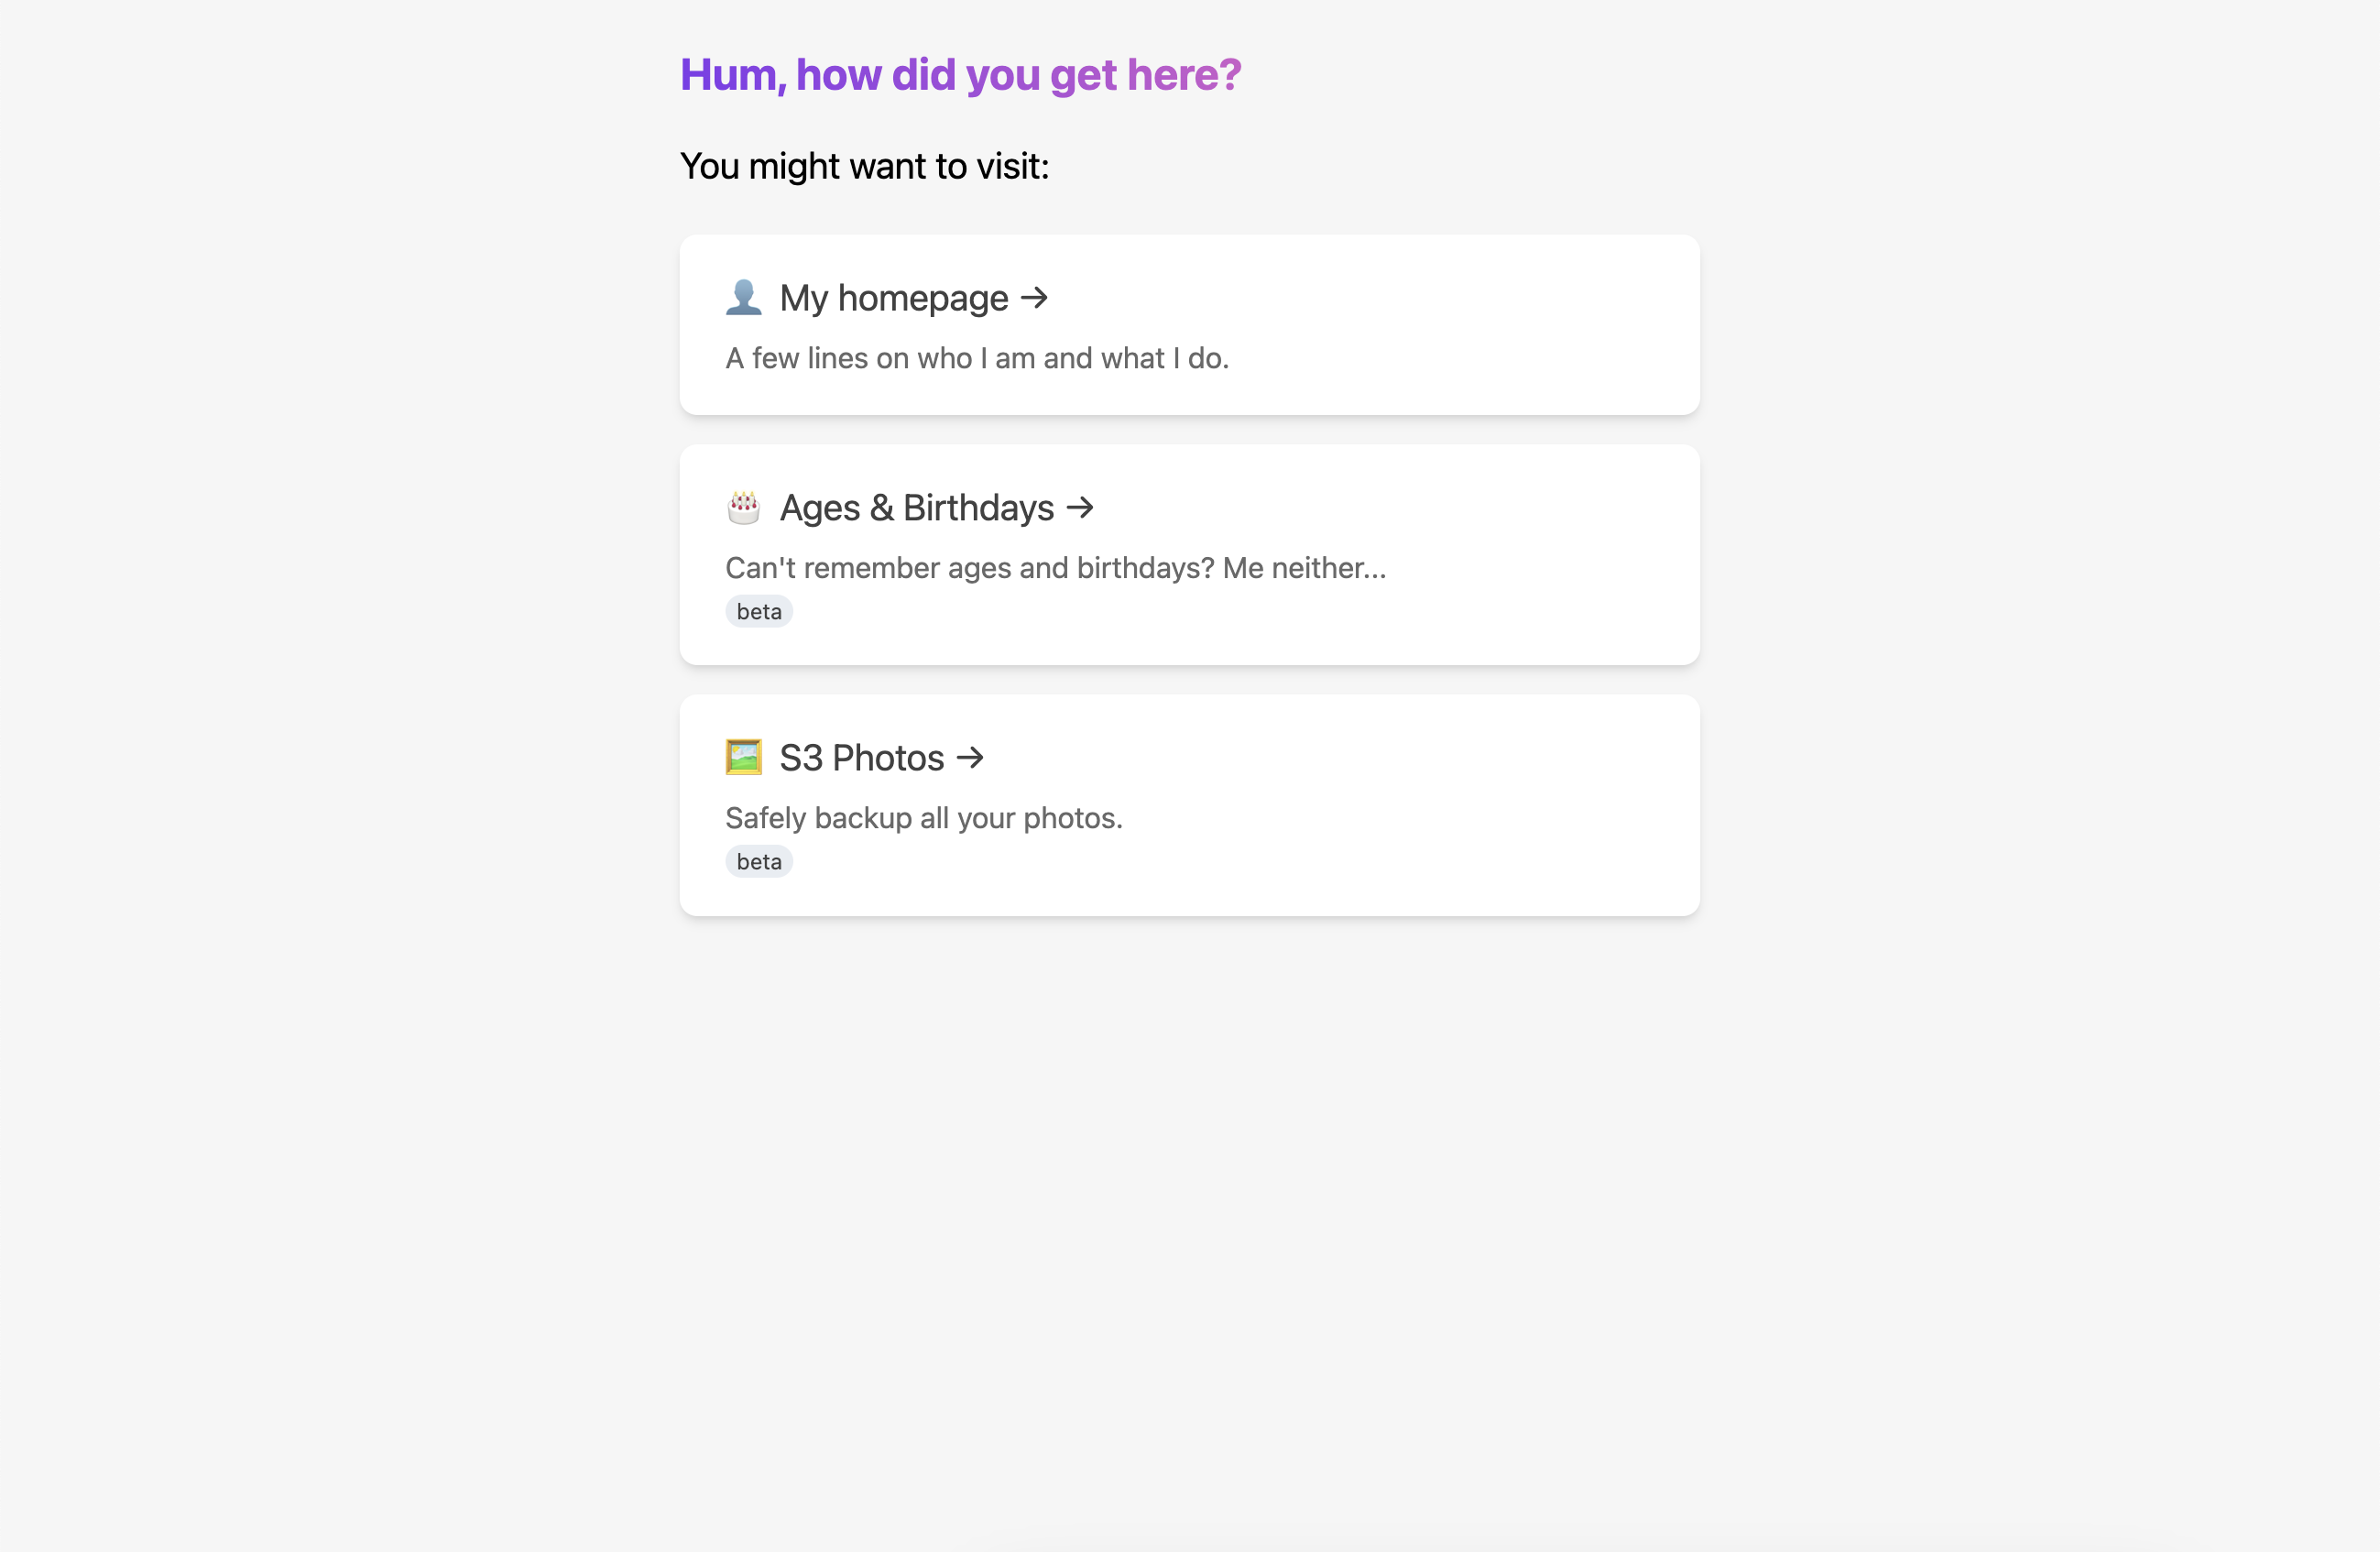 Hum, how did you get here?
You might want to visit:
👤 My homepage →
A few lines on who I am and what I do.
🎂 Ages & Birthdays →
Can't remember ages and birthdays? Me neither...
beta
🖼️ S3 Photos →
Safely backup all your photos.
beta